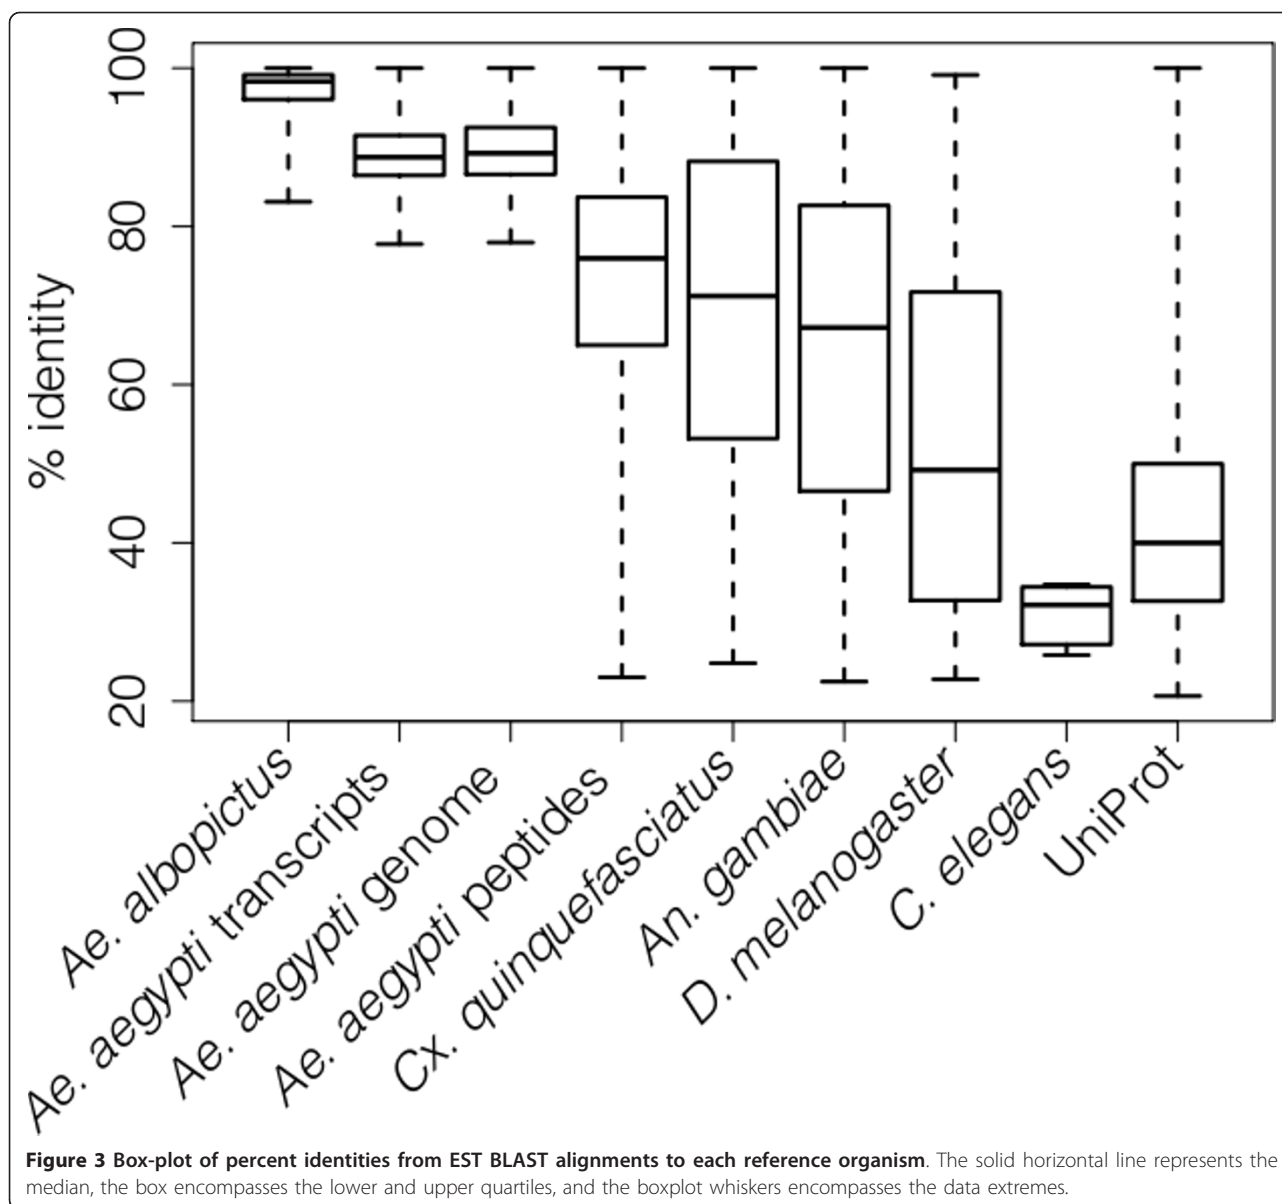 100
80
60
40
20
% identity
Ae. albopictus
Ae. aegypti transcripts
Ae. aegypti genome
Ae. aegypti peptides
Cx. quinquefasciatus
An. gambiae
D. melanogaster
C. elegans
UniProt
Figure 3 Box-plot of percent identities from EST BLAST alignments to each reference organism. The solid horizontal line represents the
median, the box encompasses the lower and upper quartiles, and the boxplot whiskers encompasses the data extremes.